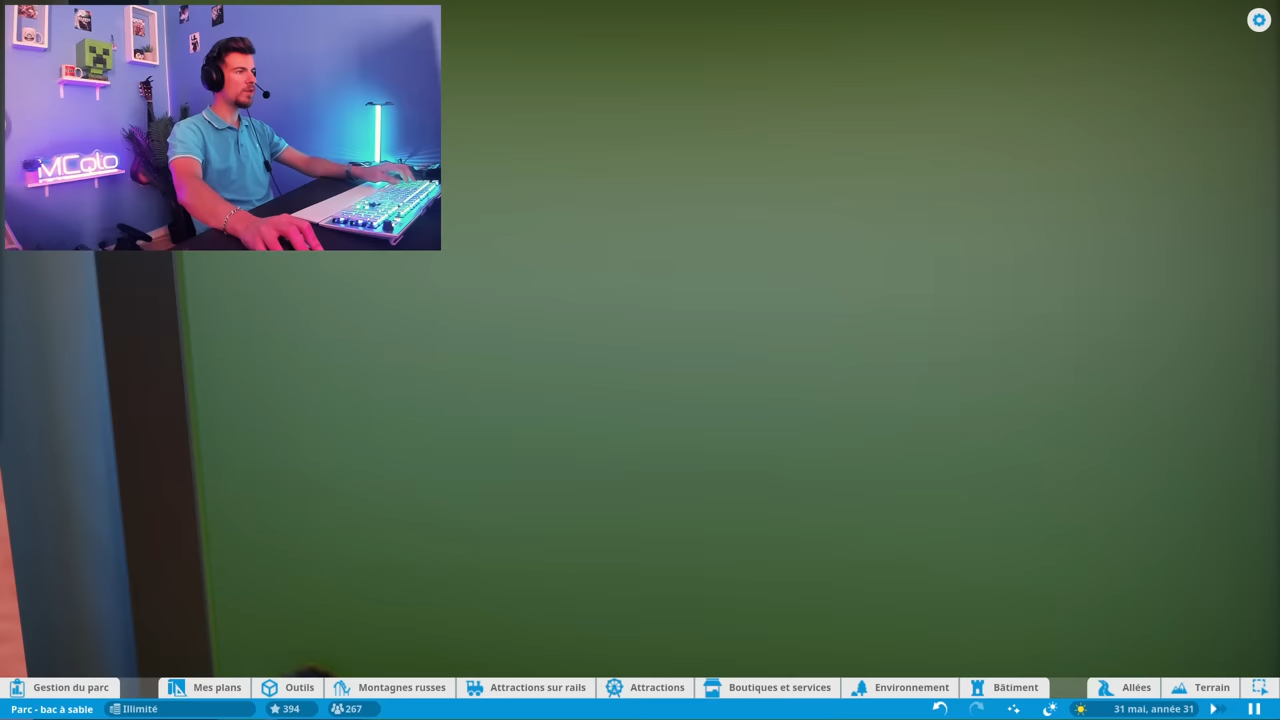 MCqlo
Gestion du parc
Mes plans
Outils
Montagnes russes
Attractions sur rails
Attractions
Boutiques et services
Environnement
Bâtiment
Allées
Terrain
Parc - bac à sable
Illimité
394
267
31 mai, année 31